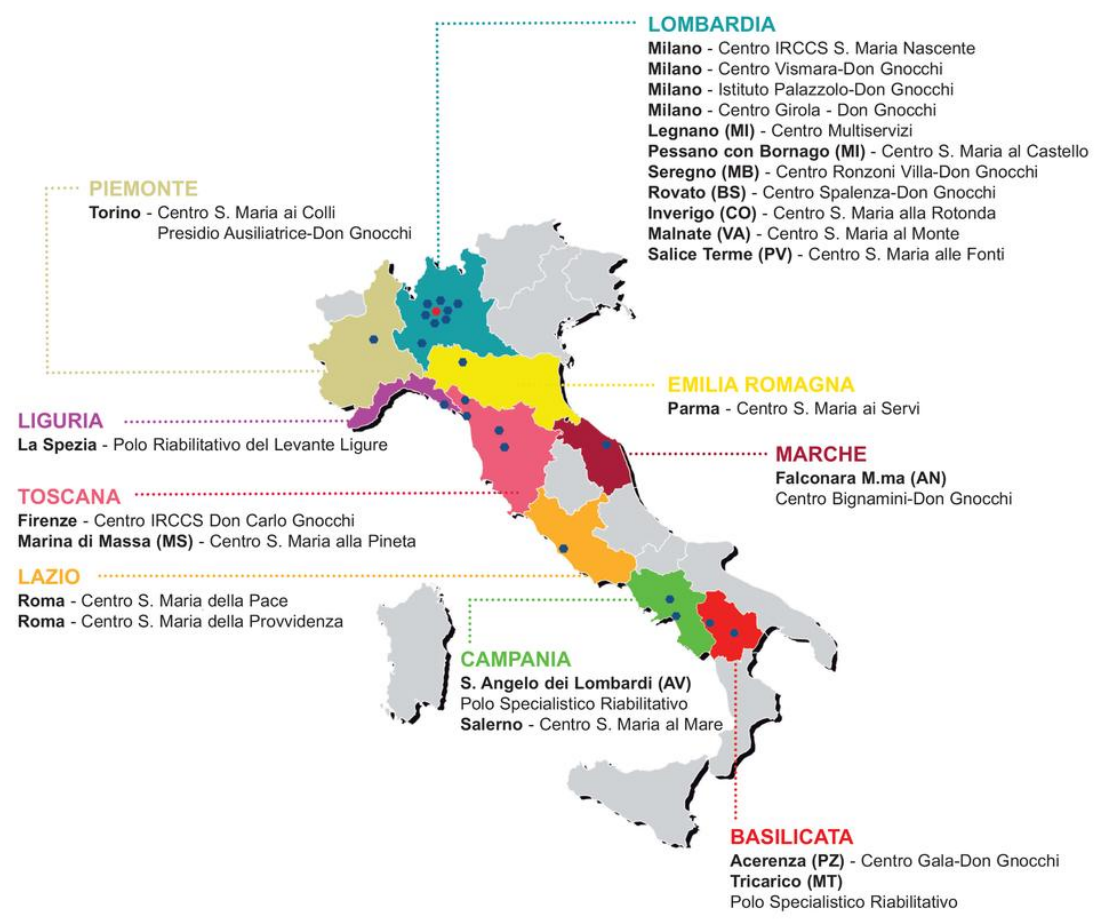 LOMBARDIA
Milano - Centro IRCCS S. Maria Nascente
Milano - Centro Vismara-Don Gnocchi
Milano - Istituto Palazzolo-Don Gnocchi
Milano - Centro Girola - Don Gnocchi
Legnano (MI) - Centro Multiservizi
Pessano con Bornago (MI) - Centro S. Maria al Castello
Seregno (MB) - Centro Ronzoni Villa-Don Gnocchi
Rovato (BS) - Centro Spalenza-Don Gnocchi
Inverigo (CO) - Centro S. Maria alla Rotonda
Malnate (VA) - Centro S. Maria al Monte
Salice Terme (PV) - Centro S. Maria alle Fonti
PIEMONTE
Torino - Centro S. Maria ai Colli
Presidio Ausiliatrice-Don Gnocchi
EMILIA ROMAGNA
Parma - Centro S. Maria ai Servi
LIGURIA
La Spezia - Polo Riabilitativo del Levante Ligure
MARCHE
Falconara M.ma (AN)
Centro Bignamini-Don Gnocchi
TOSCANA
Firenze - Centro IRCCS Don Carlo Gnocchi
Marina di Massa (MS) - Centro S. Maria alla Pineta
LAZIO
Roma - Centro S. Maria della Pace
Roma - Centro S. Maria della Provvidenza
CAMPANIA
S. Angelo dei Lombardi (AV)
Polo Specialistico Riabilitativo
Salerno - Centro S. Maria al Mare
BASILICATA
Acerenza (PZ) - Centro Gala-Don Gnocchi
Tricarico (MT)
Polo Specialistico Riabilitativo